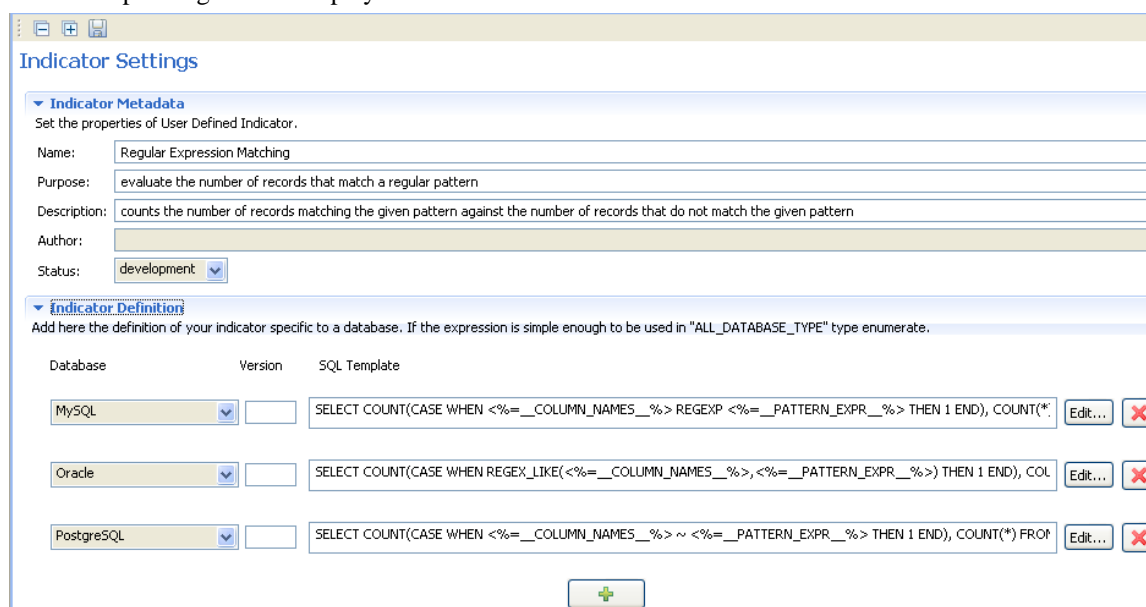 Indicator Settings
Indicator Metadata
Set the properties of User Defined Indicator.
Name: Regular Expression Matching
Purpose: evaluate the number of records that match a regular pattern
Description: counts the number of records matching the given pattern against the number of records that do not match the given pattern
Author:
Status: development
Indicator Definition
Add here the definition of your indicator specific to a database. If the expression is simple enough to be used in "ALL_DATABASE_TYPE" type enumerate.
Database Version SQL Template
MySQL SELECT COUNT(CASE WHEN <%=__COLUMN_NAMES__%> REGEXP <%=__PATTERN_EXPR__%> THEN 1 END), COUNT(* Edit...
Oracle SELECT COUNT(CASE WHEN REGEX_LIKE(<%=__COLUMN_NAMES__%>,<%=__PATTERN_EXPR__%>) THEN 1 END), COU Edit...
PostgreSQL SELECT COUNT(CASE WHEN <%=__COLUMN_NAMES__%> ~ <%=__PATTERN_EXPR__%> THEN 1 END), COUNT(*) FROM Edit...